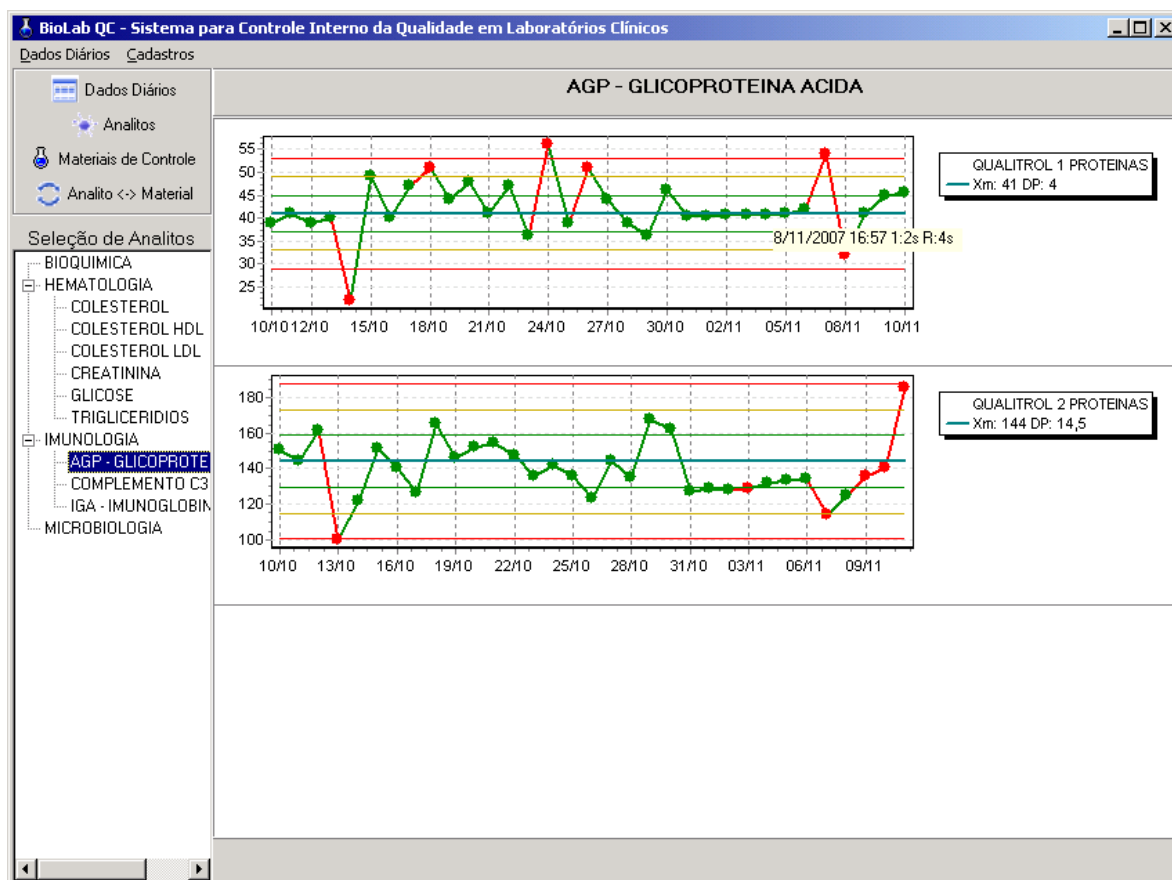 BioLab QC - Sistema para Controle Interno da Qualidade em Laboratórios Clínicos
Dados Diários Cadastros
Dados Diários
Analitos
Materiais de Controle
Analito <-> Material
Seleção de Analitos
BIOQUIMICA
HEMATOLOGIA
COLESTEROL
COLESTEROL HDL
COLESTEROL LDL
CREATININA
GLICOSE
TRIGLICERIDIOS
IMUNOLOGIA
AGP - GLICOPROTE
COMPLEMENTO C3
IGA - IMUNOGLOBIN
MICROBIOLOGIA
AGP - GLICOPROTEINA ACIDA
55
50
45
40
35
30
25
10/10 12/10 15/10 18/10 21/10 24/10 27/10 30/10 02/11 05/11 08/11 10/11
8/11/2007 16:57 1:2s R:4s
QUALITROL 1 PROTEINAS
Xm: 41 DP: 4
180
160
140
120
100
10/10 13/10 16/10 19/10 22/10 25/10 28/10 31/10 03/11 06/11 09/11
QUALITROL 2 PROTEINAS
Xm: 144 DP: 14,5